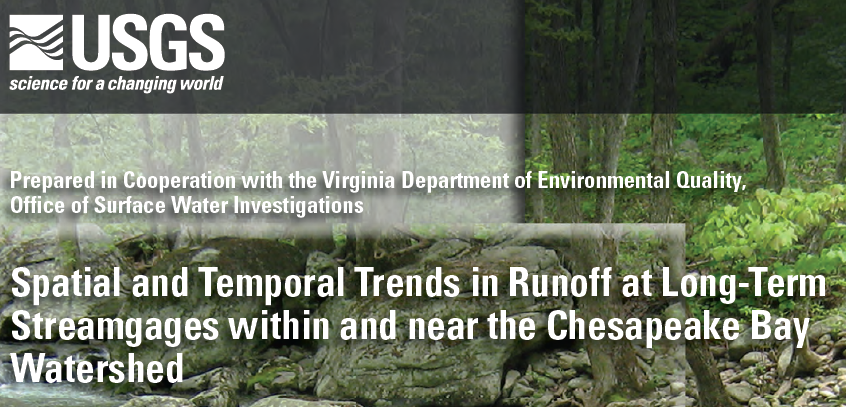 USGS
science for a changing world
Prepared in Cooperation with the Virginia Department of Environmental Quality,
Office of Surface Water Investigations
Spatial and Temporal Trends in Runoff at Long-Term
Streamgages within and near the Chesapeake Bay
Watershed